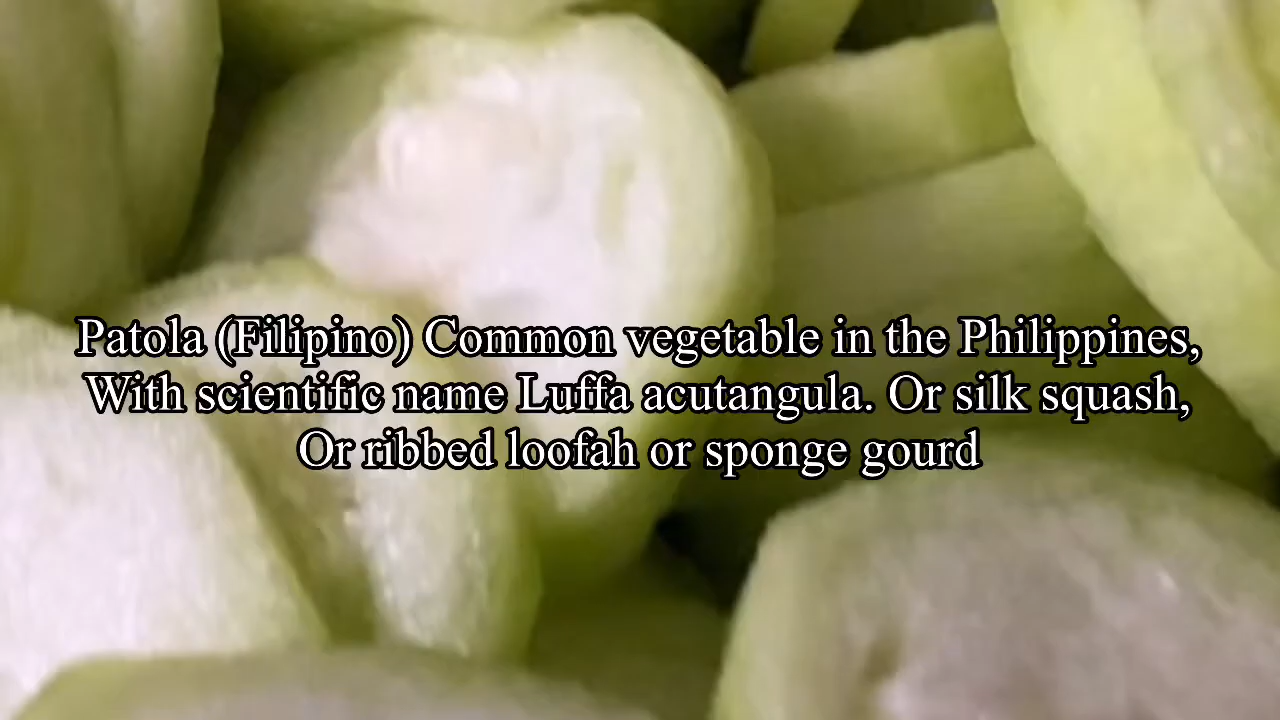 Patola (Filipino) Common vegetable in the Philippines,
With scientific name Luffa acutangula. Or silk squash,
Or ribbed loofah or sponge gourd